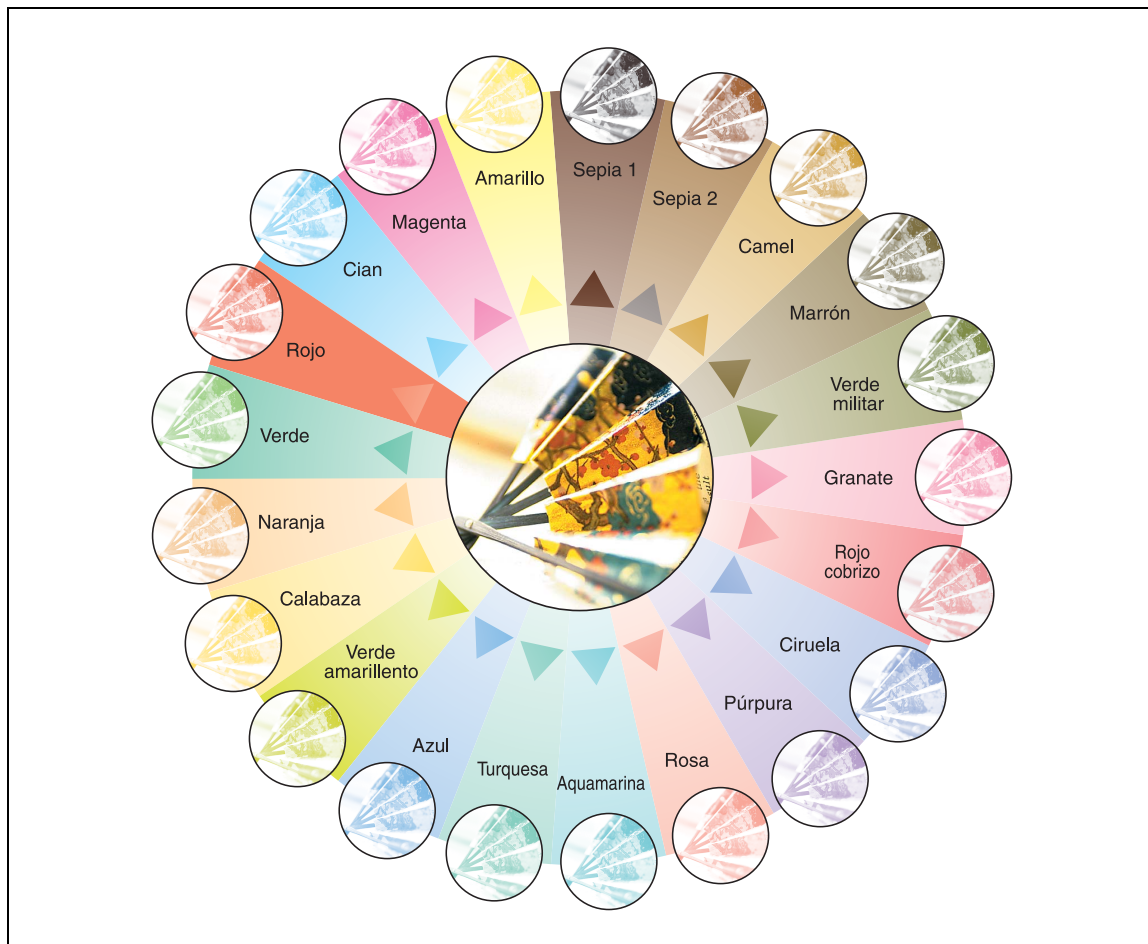 Sepia 1
Sepia 2
Camel
Marrón
Verde
militar
Granate
Rojo
cobrizo
Ciruela
Púrpura
Rosa
Aquamarina
Turquesa
Azul
Verde
amarillento
Calabaza
Naranja
Verde
Rojo
Cian
Magenta
Amarillo